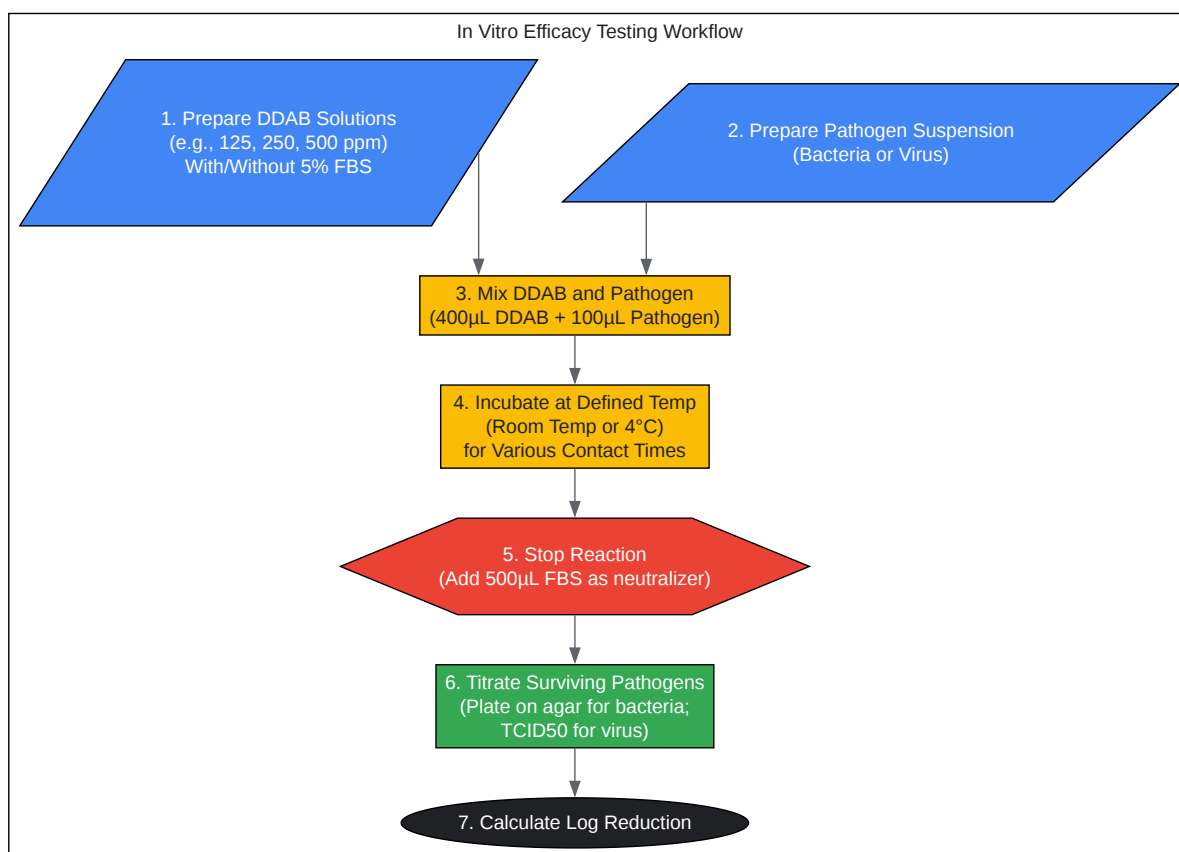 In Vitro Efficacy Testing Workflow
1. Prepare DDAB Solutions
(e.g., 125, 250, 500 ppm)
With/Without 5% FBS
2. Prepare Pathogen Suspension
(Bacteria or Virus)
3. Mix DDAB and Pathogen
(400µL DDAB + 100µL Pathogen)
4. Incubate at Defined Temp
(Room Temp or 4°C)
for Various Contact Times
5. Stop Reaction
(Add 500µL FBS as neutralizer)
6. Titrate Surviving Pathogens
(Plate on agar for bacteria;
TCID50 for virus)
7. Calculate Log Reduction